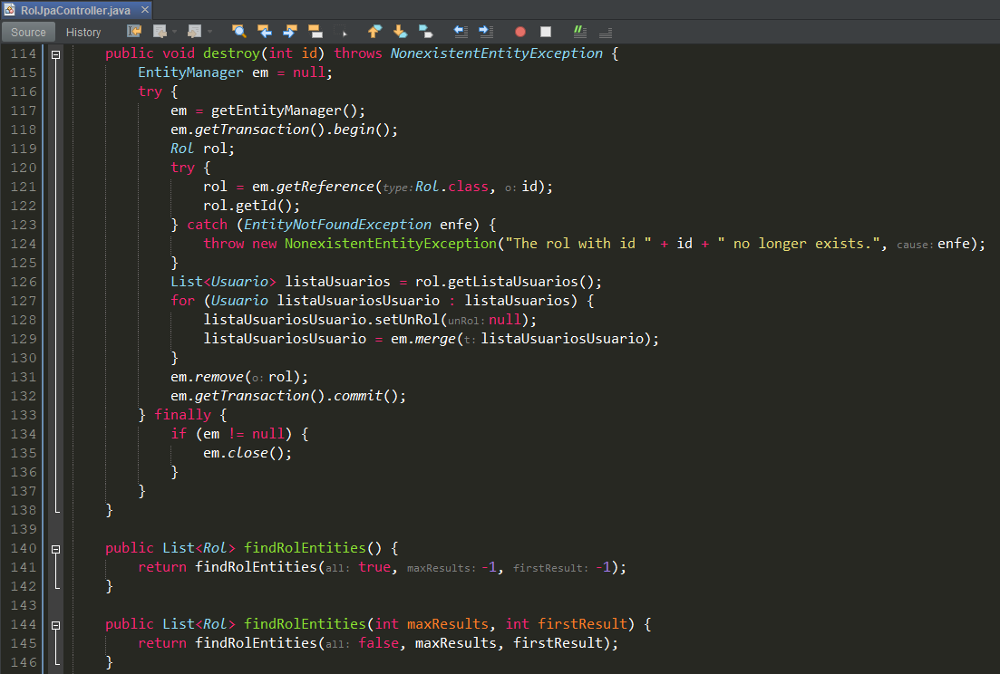 RolJpaController.java
Source History
114 public void destroy(int id) throws NonexistentEntityException {
115 EntityManager em = null;
116 try {
117 em = getEntityManager();
118 em.getTransaction().begin();
119 Rol rol;
120 try {
121 rol = em.getReference(type:Rol.class, o: id);
122 rol.getId();
123 } catch (EntityNotFoundException enfe) {
124 throw new NonexistentEntityException("The rol with id " + id + " no longer exists.", cause: enfe);
125 }
126 List<Usuario> listaUsuarios = rol.getListaUsuarios();
127 for (Usuario listaUsuariosUsuario : listaUsuarios) {
128 listaUsuariosUsuario.setUnRol(unRol: null);
129 listaUsuariosUsuario = em.merge(t: listaUsuariosUsuario);
130 }
131 em.remove(o: rol);
132 em.getTransaction().commit();
133 } finally {
134 if (em != null) {
135 em.close();
136 }
137 }
138 }
139
140 public List<Rol> findRolEntities() {
141 return findRolEntities(all: true, maxResults: -1, firstResult: -1);
142 }
143
144 public List<Rol> findRolEntities(int maxResults, int firstResult) {
145 return findRolEntities(all: false, maxResults, firstResult);
146 }